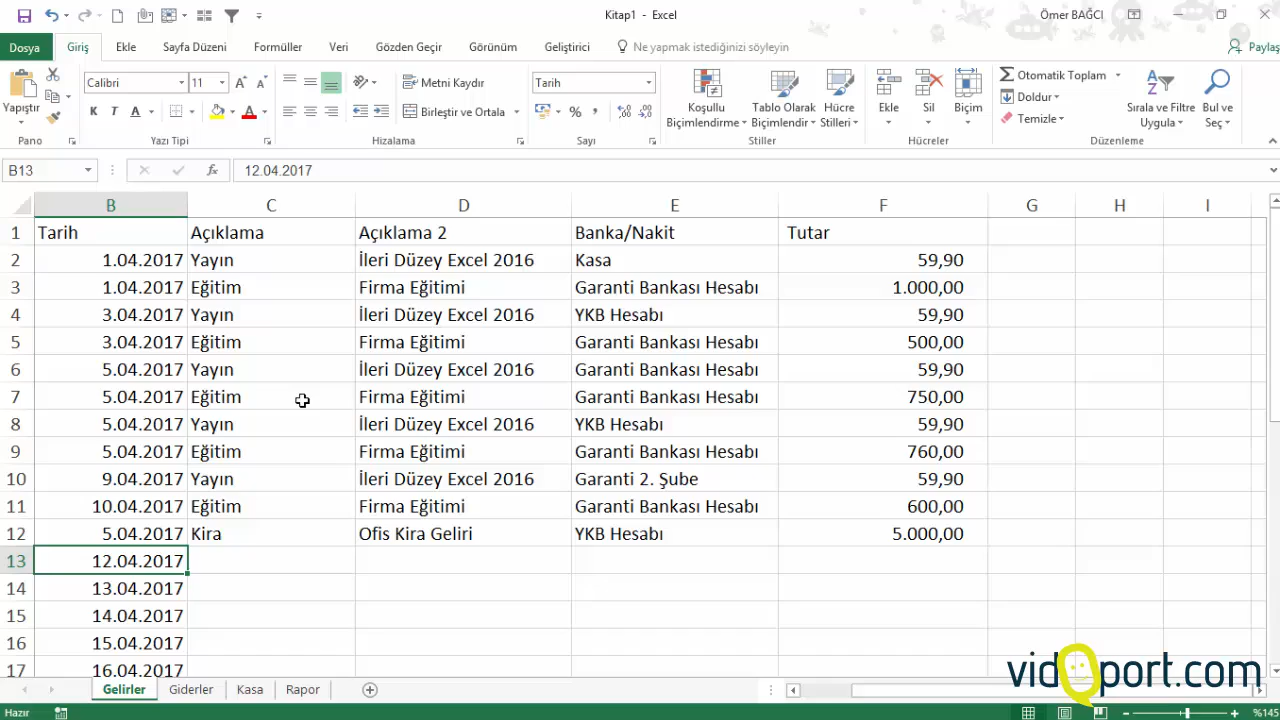 Kitap1 - Excel
Ömer BAĞCI
Dosya Giriş Ekle Sayfa Düzeni Formüller Veri Gözden Geçir Görünüm Geliştirici Ne yapmak istediğinizi söyleyin Paylaş
Yapıştır
Calibri 11
K T A
Metni Kaydır
Birleştir ve Ortala
Tarih
Koşullu Biçimlendirme
Tablo Olarak Biçimlendir
Hücre Stilleri
Ekle Sil Biçim
Otomatik Toplam
Doldur
Temizle
Sırala ve Filtre Uygula
Bul ve Seç
Pano Yazı Tipi Hizalama Sayı Stiller Hücreler Düzenleme
B13 fx 12.04.2017
B C D E F G H I
1 Tarih Açıklama Açıklama 2 Banka/Nakit Tutar
2 1.04.2017 Yayın İleri Düzey Excel 2016 Kasa 59,90
3 1.04.2017 Eğitim Firma Eğitimi Garanti Bankası Hesabı 1.000,00
4 3.04.2017 Yayın İleri Düzey Excel 2016 YKB Hesabı 59,90
5 3.04.2017 Eğitim Firma Eğitimi Garanti Bankası Hesabı 500,00
6 5.04.2017 Yayın İleri Düzey Excel 2016 Garanti Bankası Hesabı 59,90
7 5.04.2017 Eğitim Firma Eğitimi Garanti Bankası Hesabı 750,00
8 5.04.2017 Yayın İleri Düzey Excel 2016 YKB Hesabı 59,90
9 5.04.2017 Eğitim Firma Eğitimi Garanti Bankası Hesabı 760,00
10 9.04.2017 Yayın İleri Düzey Excel 2016 Garanti 2. Şube 59,90
11 10.04.2017 Eğitim Firma Eğitimi Garanti Bankası Hesabı 600,00
12 5.04.2017 Kira Ofis Kira Geliri YKB Hesabı 5.000,00
13 12.04.2017
14 13.04.2017
15 14.04.2017
16 15.04.2017
17 16.04.2017
vidoport.com
Gelirler Giderler Kasa Rapor
Hazır %145